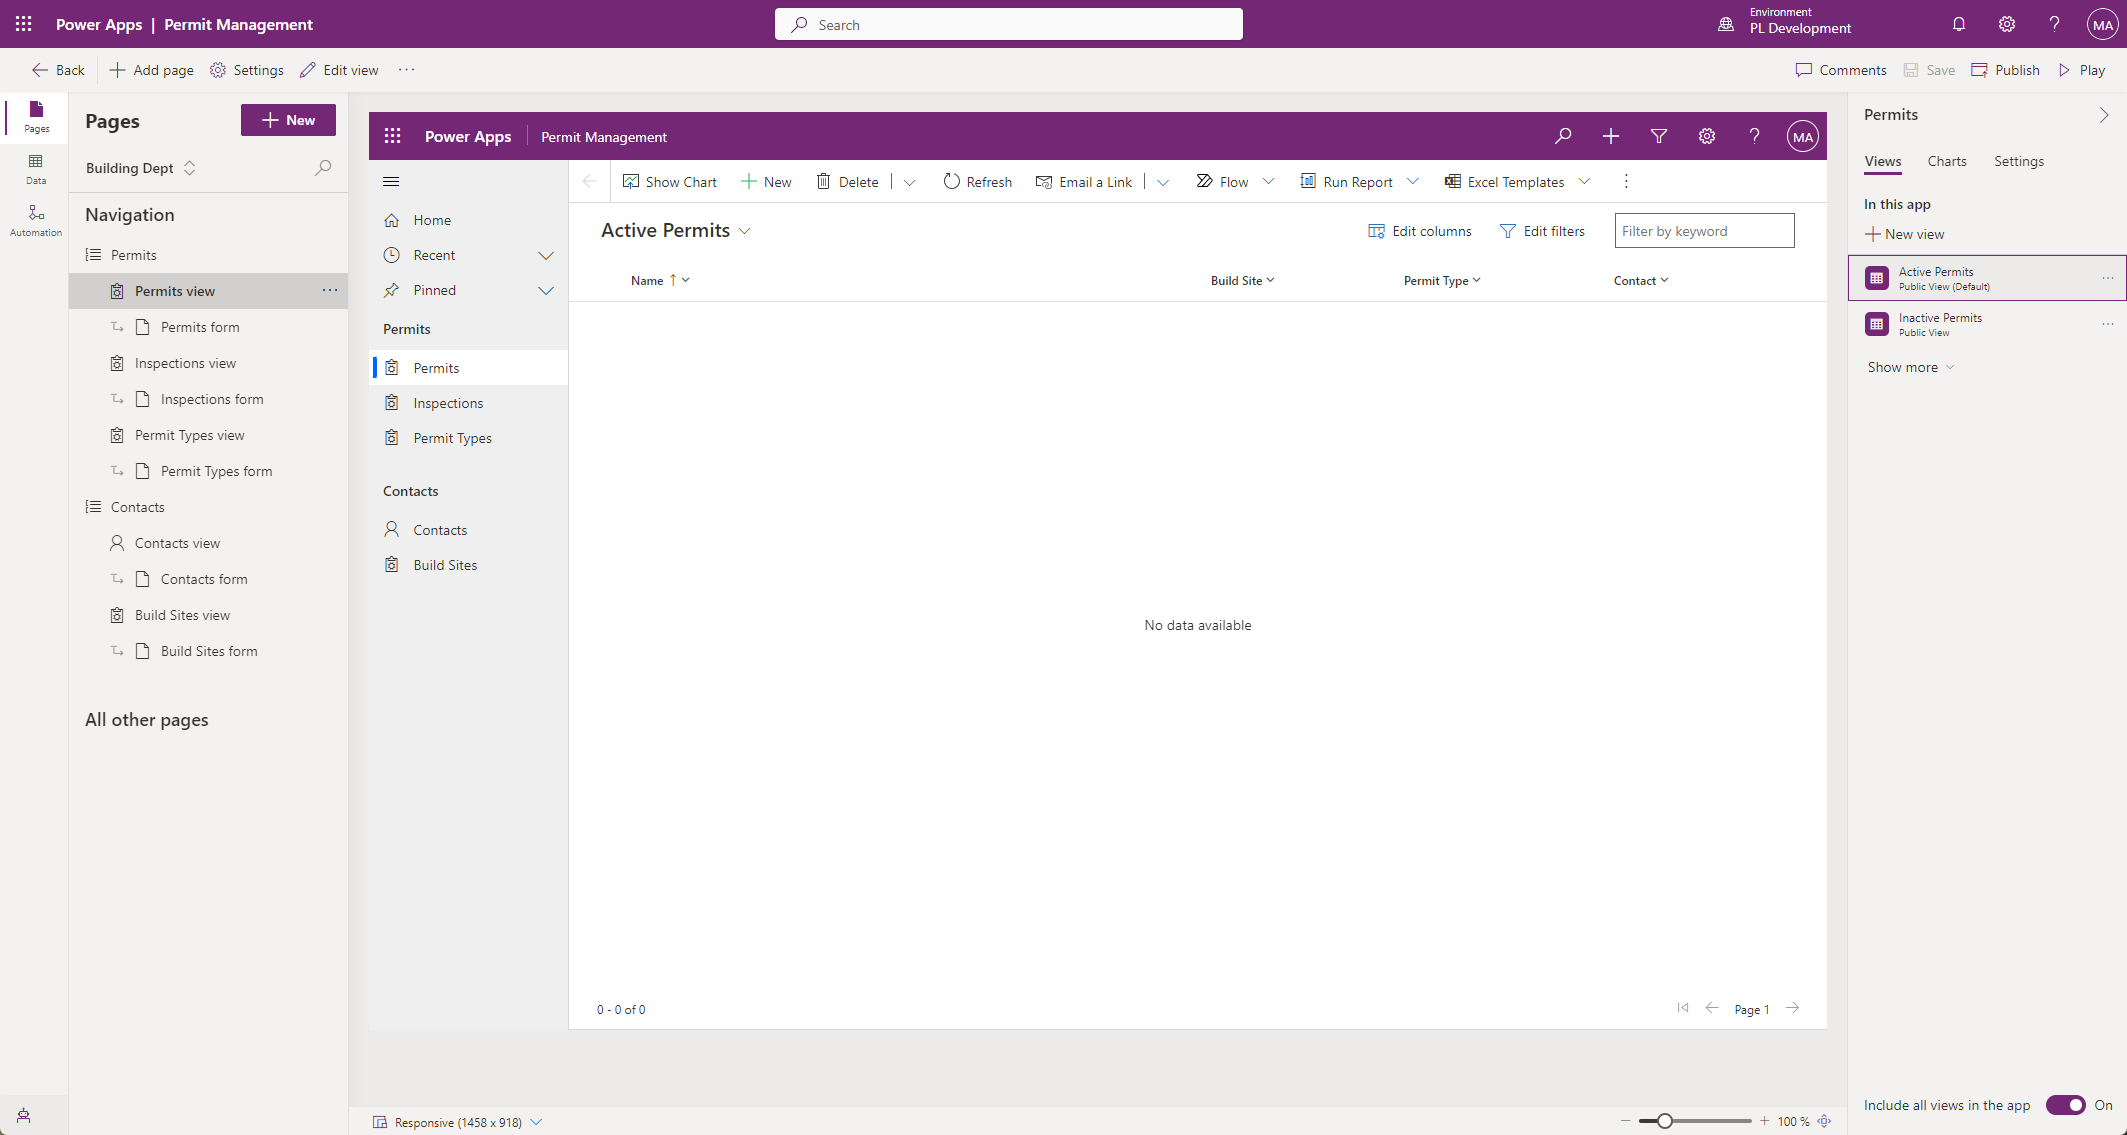 Power Apps | Permit Management
Search
Environment
PL Development
MA
Back
Add page
Settings
Edit view
Comments
Save
Publish
Play
Pages
Data
Automation
Pages
New
Building Dept
Navigation
Permits
Permits view
Permits form
Inspections view
Inspections form
Permit Types view
Permit Types form
Contacts
Contacts view
Contacts form
Build Sites view
Build Sites form
All other pages
Power Apps
Permit Management
MA
Home
Recent
Pinned
Permits
Permits
Inspections
Permit Types
Contacts
Contacts
Build Sites
Show Chart
New
Delete
Refresh
Email a Link
Flow
Run Report
Excel Templates
Active Permits
Edit columns
Edit filters
Filter by keyword
Name
Build Site
Permit Type
Contact
No data available
0 - 0 of 0
Page 1
Responsive (1458 x 918)
100 %
Permits
Views
Charts
Settings
In this app
New view
Active Permits
Public View (Default)
Inactive Permits
Public View
Show more
Include all views in the app
On